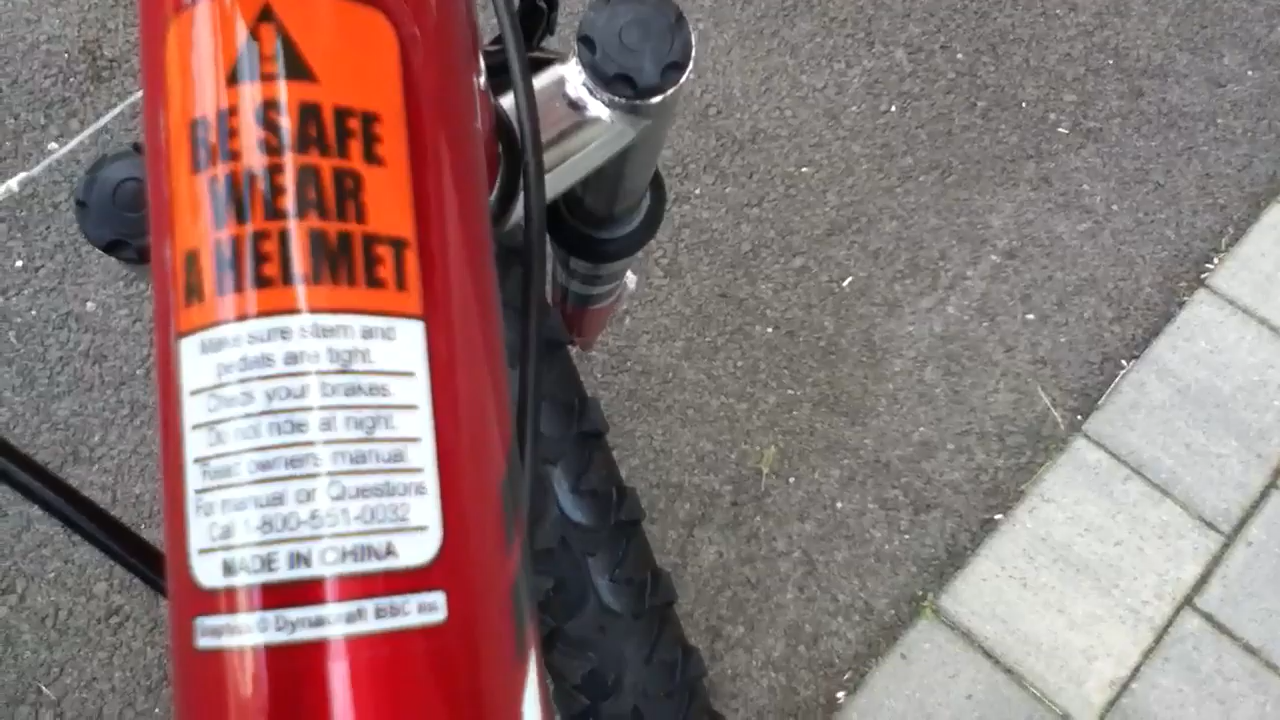 BE SAFE
WEAR
A HELMET
Make sure stem and
pedals are tight.
Check your brakes.
Do not ride at night.
Read owners manual.
For manual or Questions
Call 1-800-551-0032
MADE IN CHINA
© Dynacraft BSC